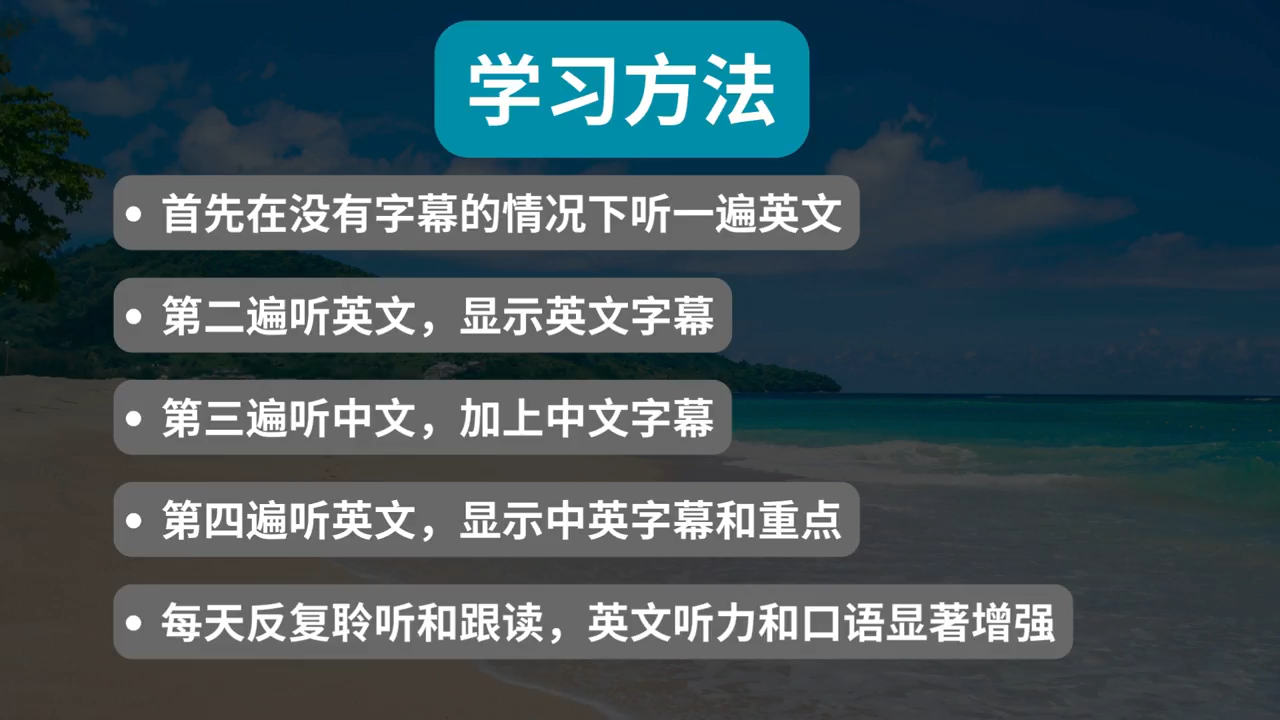 学习方法
• 首先在没有字幕的情况下听一遍英文
• 第二遍听英文，显示英文字幕
• 第三遍听中文，加上中文字幕
• 第四遍听英文，显示中英字幕和重点
• 每天反复聆听和跟读，英文听力和口语显著增强